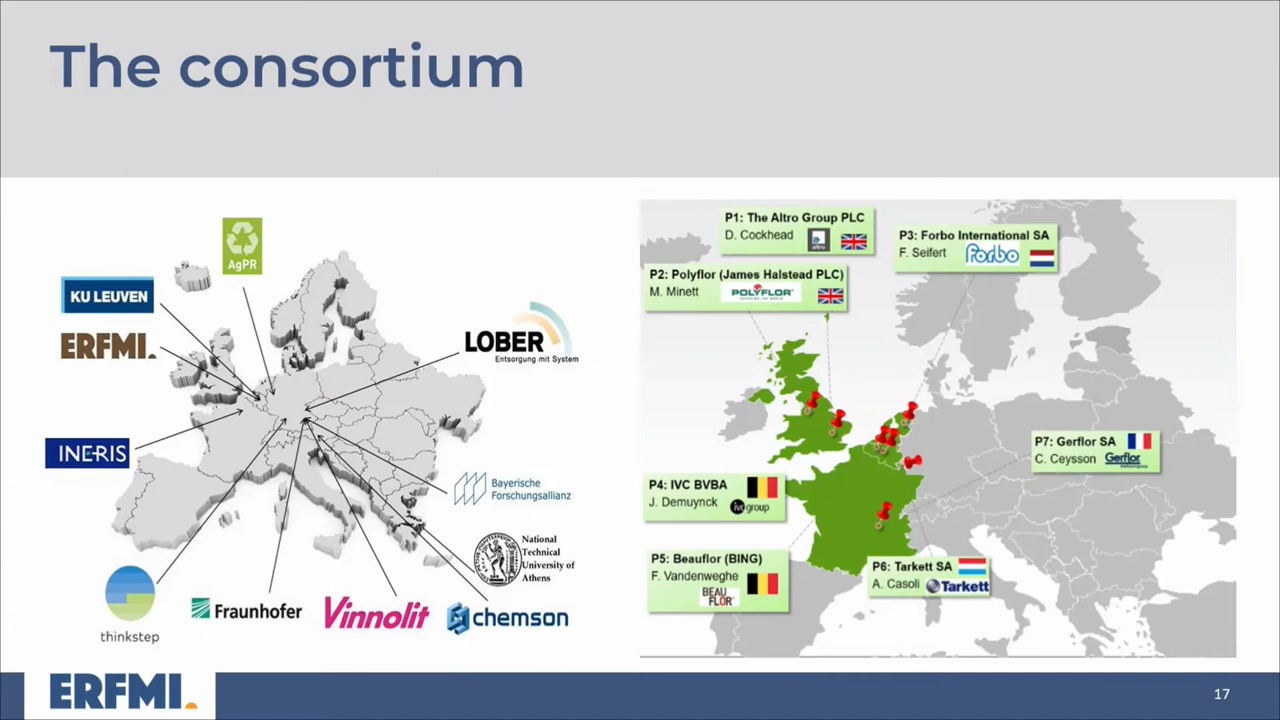 The consortium
AgPR
KU LEUVEN
ERFMI.
INE-RIS
LOBER
Entsorgung mit System
Bayerische
Forschungsallianz
National
Technical
University of
Athens
thinkstep
Fraunhofer
Vinnolit
chemson
P1: The Altro Group PLC
D. Cockhead
altro
P2: Polyflor (James Halstead PLC)
M. Minett
POLYFLOR
P3: Forbo International SA
F. Seifert
Forbo
P7: Gerflor SA
C. Ceysson
Gerflor
P4: IVC BVBA
J. Demuynck
ivc group
P5: Beauflor (BING)
F. Vandenweghe
BEAU
FLOR
P6: Tarkett SA
A. Casoli
Tarkett
ERFMI.
17